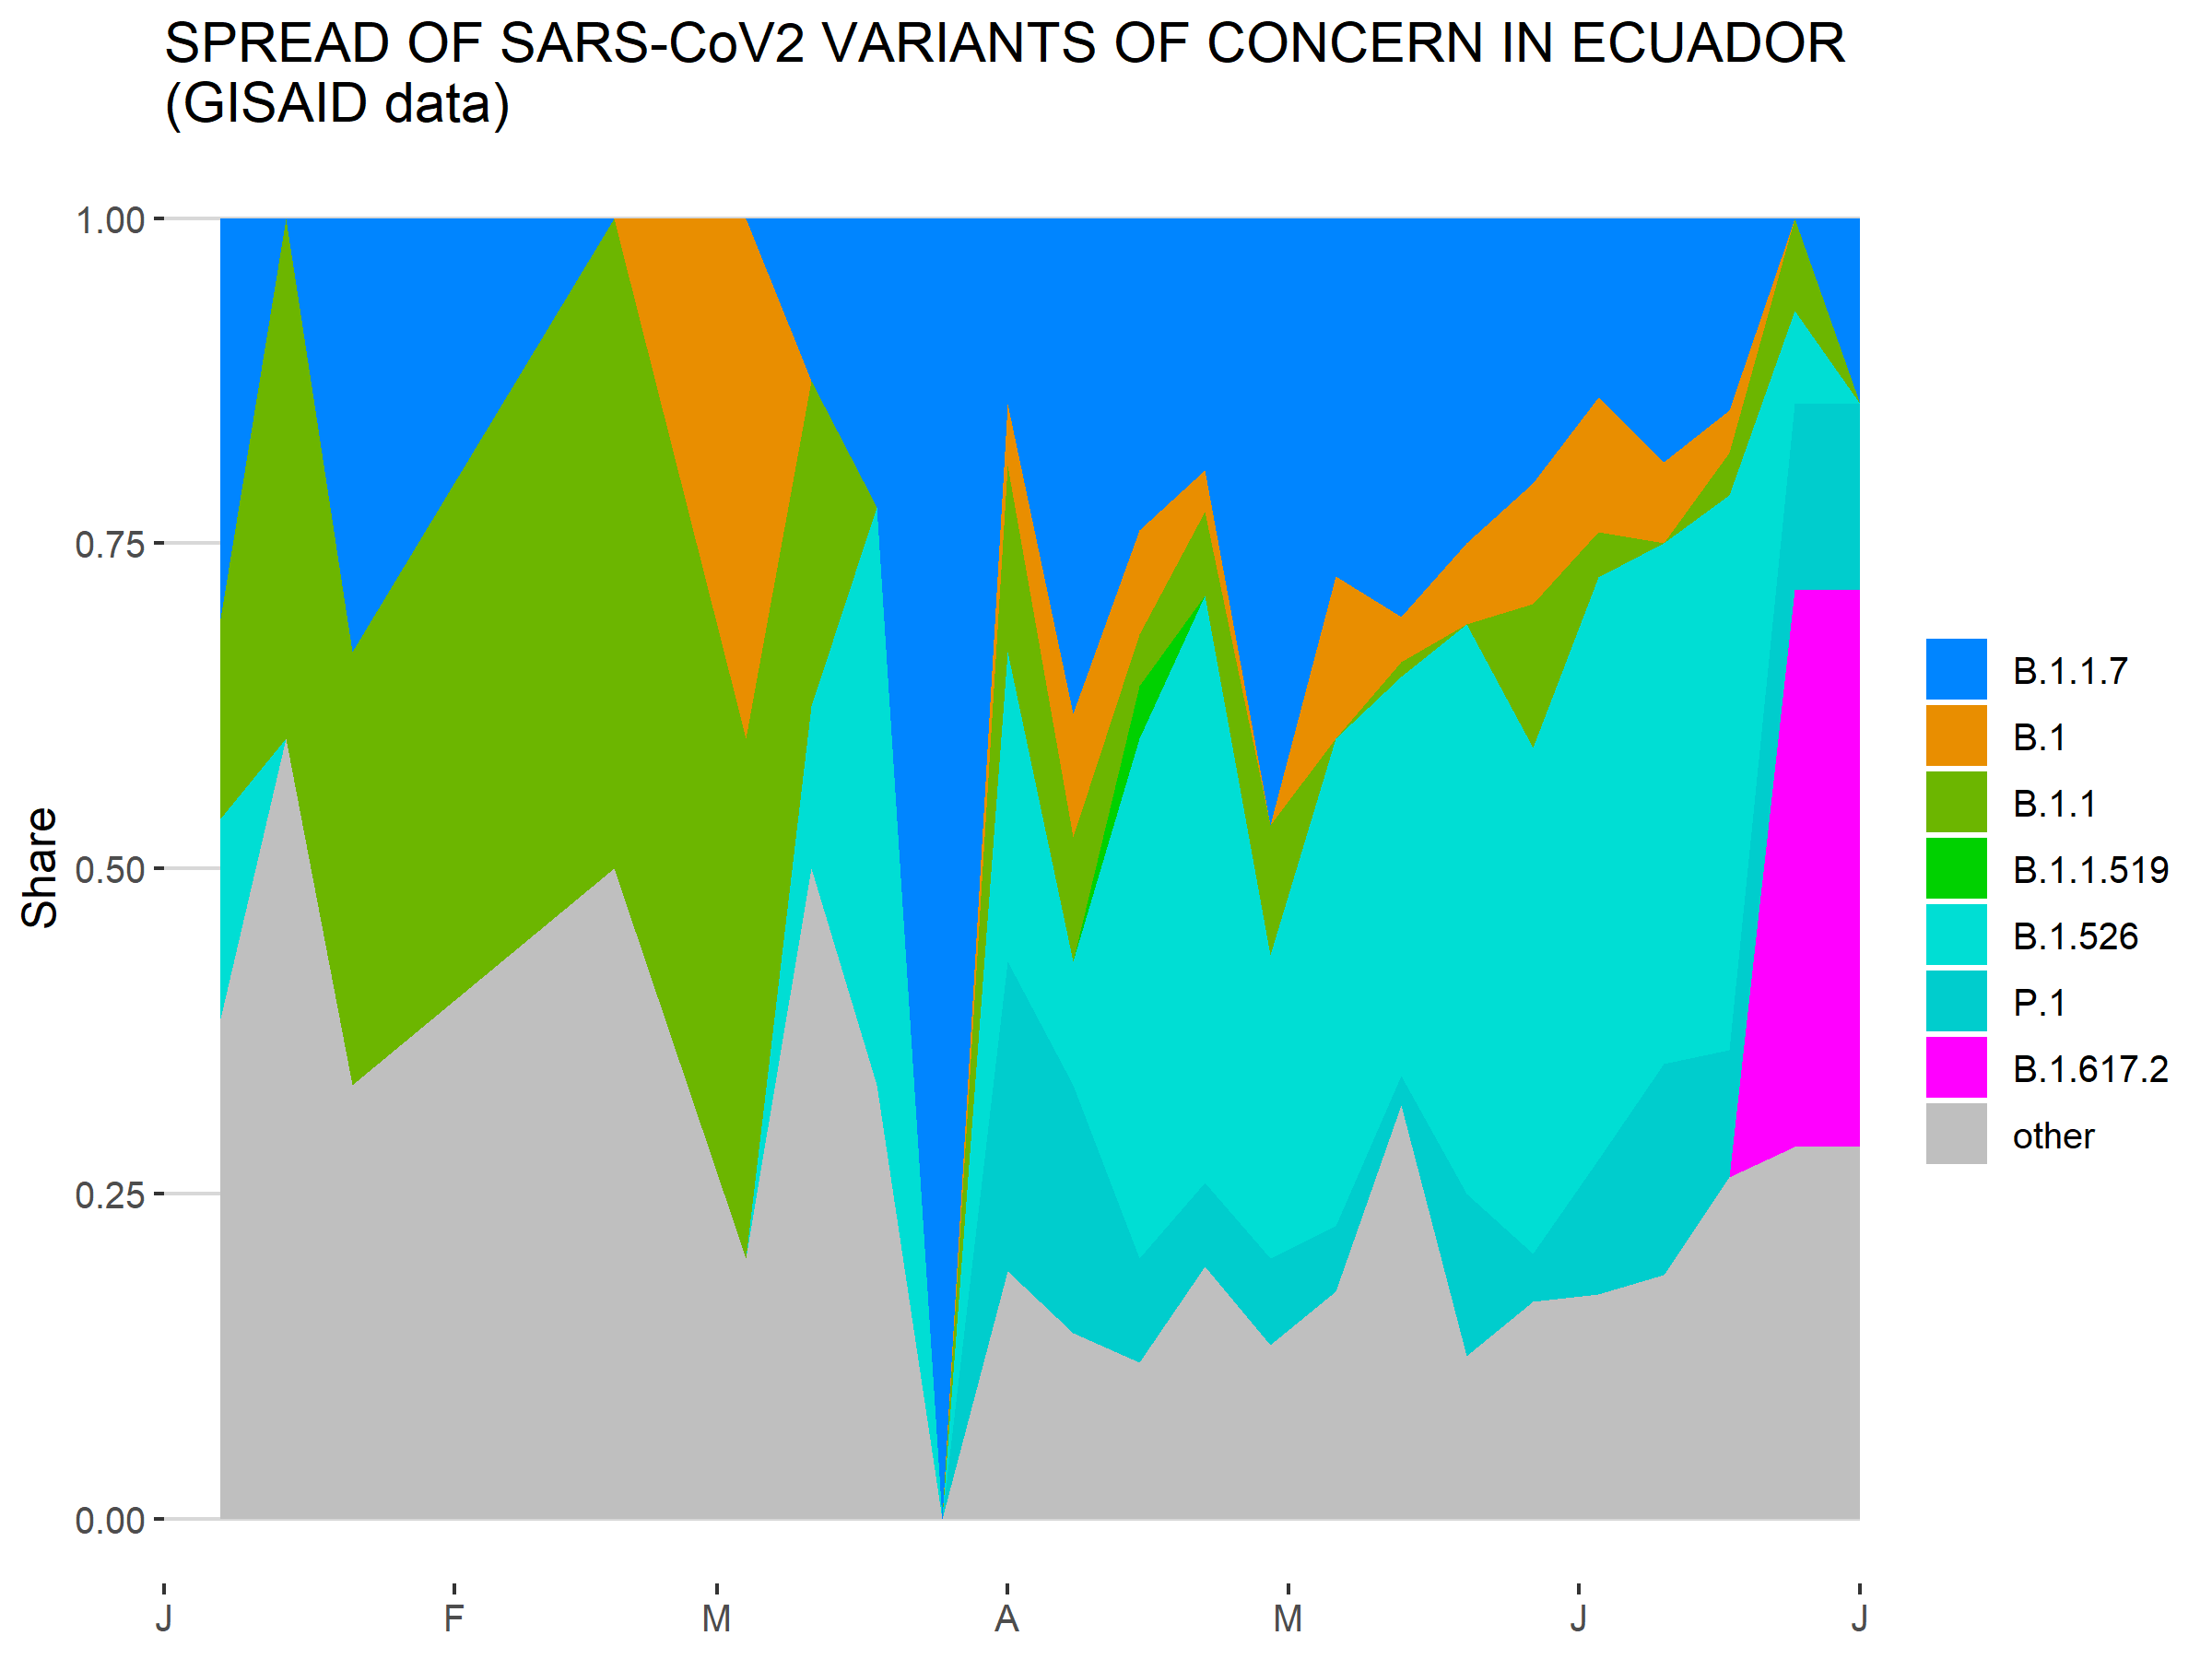 SPREAD OF SARS-CoV2 VARIANTS OF CONCERN IN ECUADOR
(GISAID data)
1.00
0.75
0.50
0.25
0.00
Share
J F M A M J J
B.1.1.7
B.1
B.1.1
B.1.1.519
B.1.526
P.1
B.1.617.2
other